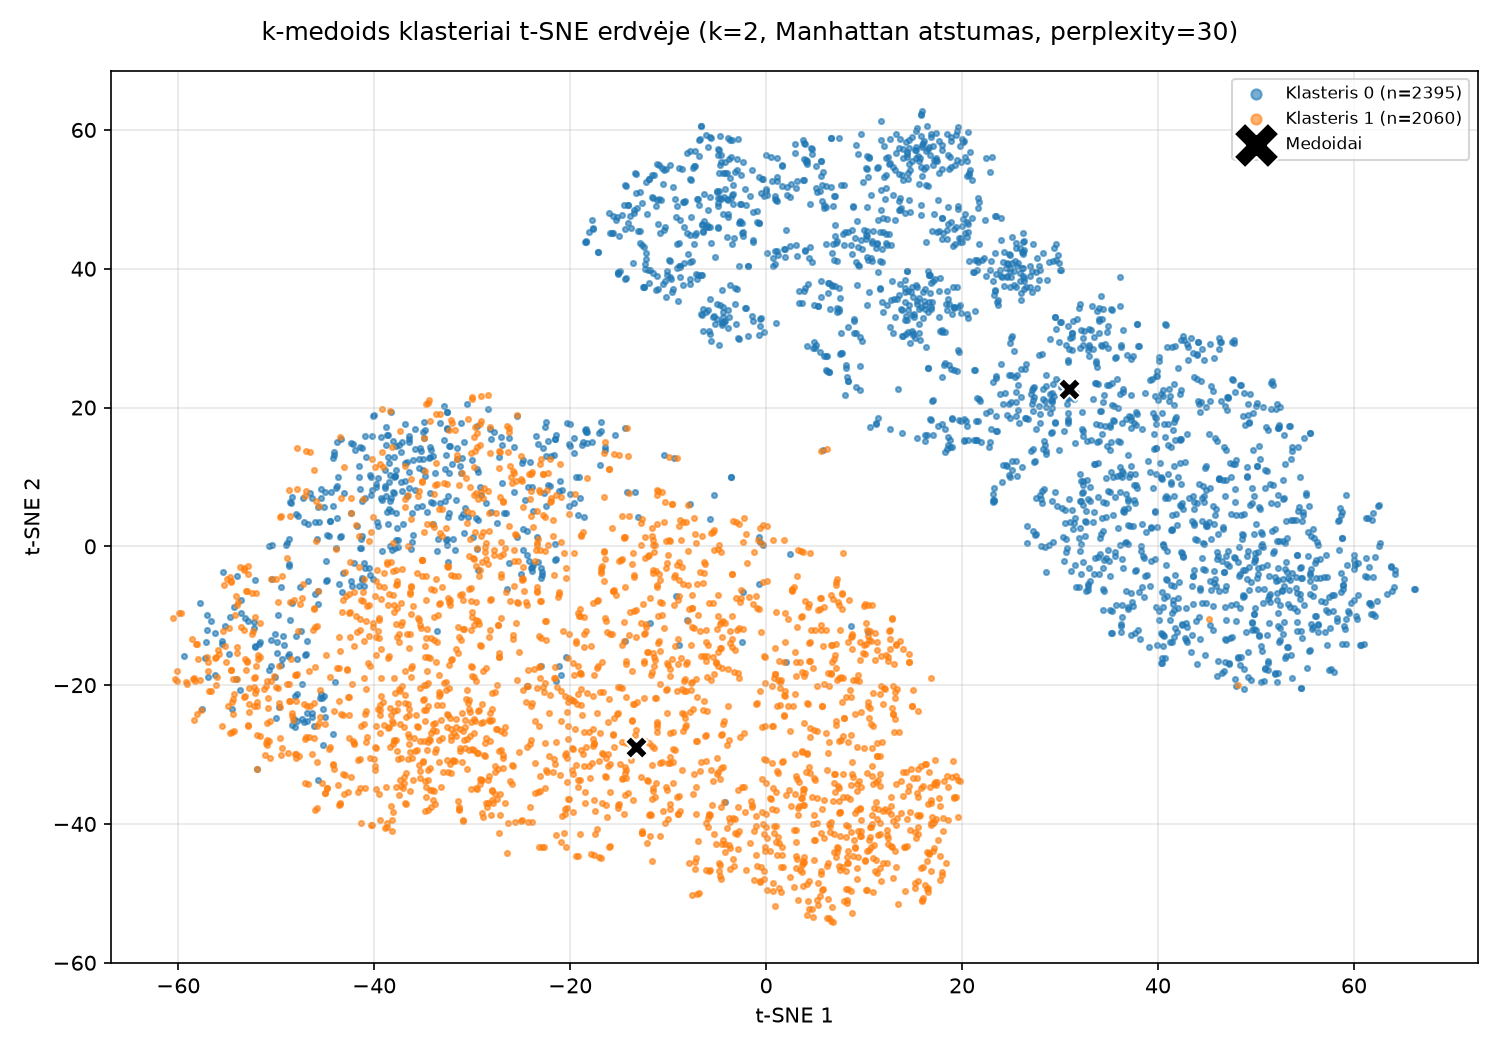 k-medoids klasteriai t-SNE erdvėje (k=2, Manhattan atstumas, perplexity=30)
Klasteris 0 (n=2395)
Klasteris 1 (n=2060)
Medoidai
60
40
20
0
−20
−40
−60
t-SNE 2
−60 −40 −20 0 20 40 60
t-SNE 1